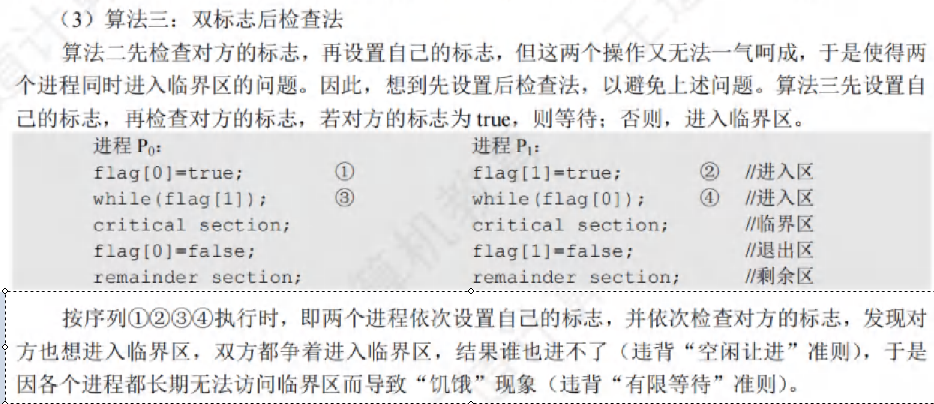 （3）算法三：双标志后检查法
算法二先检查对方的标志，再设置自己的标志，但这两个操作又无法一气呵成，于是使得两
个进程同时进入临界区的问题。因此，想到先设置后检查法，以避免上述问题。算法三先设置自
己的标志，再检查对方的标志，若对方的标志为 true，则等待；否则，进入临界区。
进程 P₀： 进程 P₁：
flag[0]=true; ① flag[1]=true; ② //进入区
while(flag[1]); ③ while(flag[0]); ④ //进入区
critical section; critical section; //临界区
flag[0]=false; flag[1]=false; //退出区
remainder section; remainder section; //剩余区
按序列①②③④执行时，即两个进程依次设置自己的标志，并依次检查对方的标志，发现对
方也想进入临界区，双方都争着进入临界区，结果谁也进不了（违背“空闲让进”准则），于是
因各个进程都长期无法访问临界区而导致“饥饿”现象（违背“有限等待”准则）。